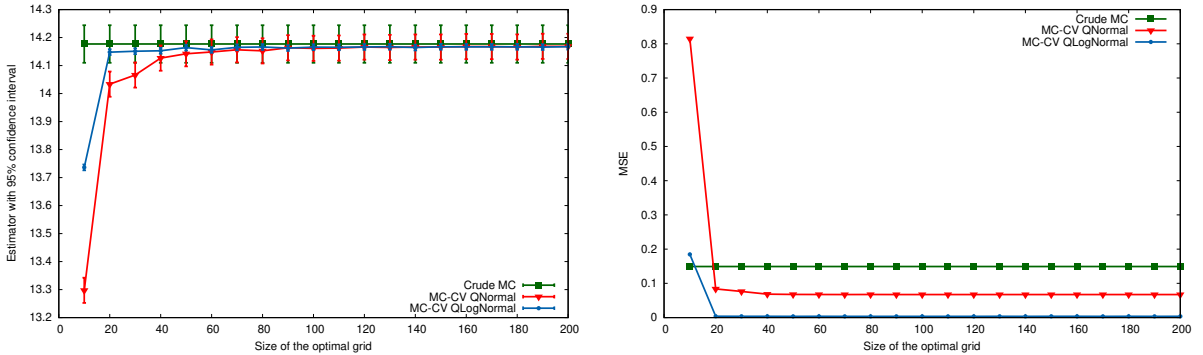 14.3
14.2
14.1
14
13.9
13.8
13.7
13.6
13.5
13.4
13.3
13.2
Estimator with 95% confidence interval
Crude MC
MC-CV QNormal
MC-CV QLogNormal
0 20 40 60 80 100 120 140 160 180 200
Size of the optimal grid
0.9
0.8
0.7
0.6
0.5
0.4
0.3
0.2
0.1
0
MSE
Crude MC
MC-CV QNormal
MC-CV QLogNormal
0 20 40 60 80 100 120 140 160 180 200
Size of the optimal grid